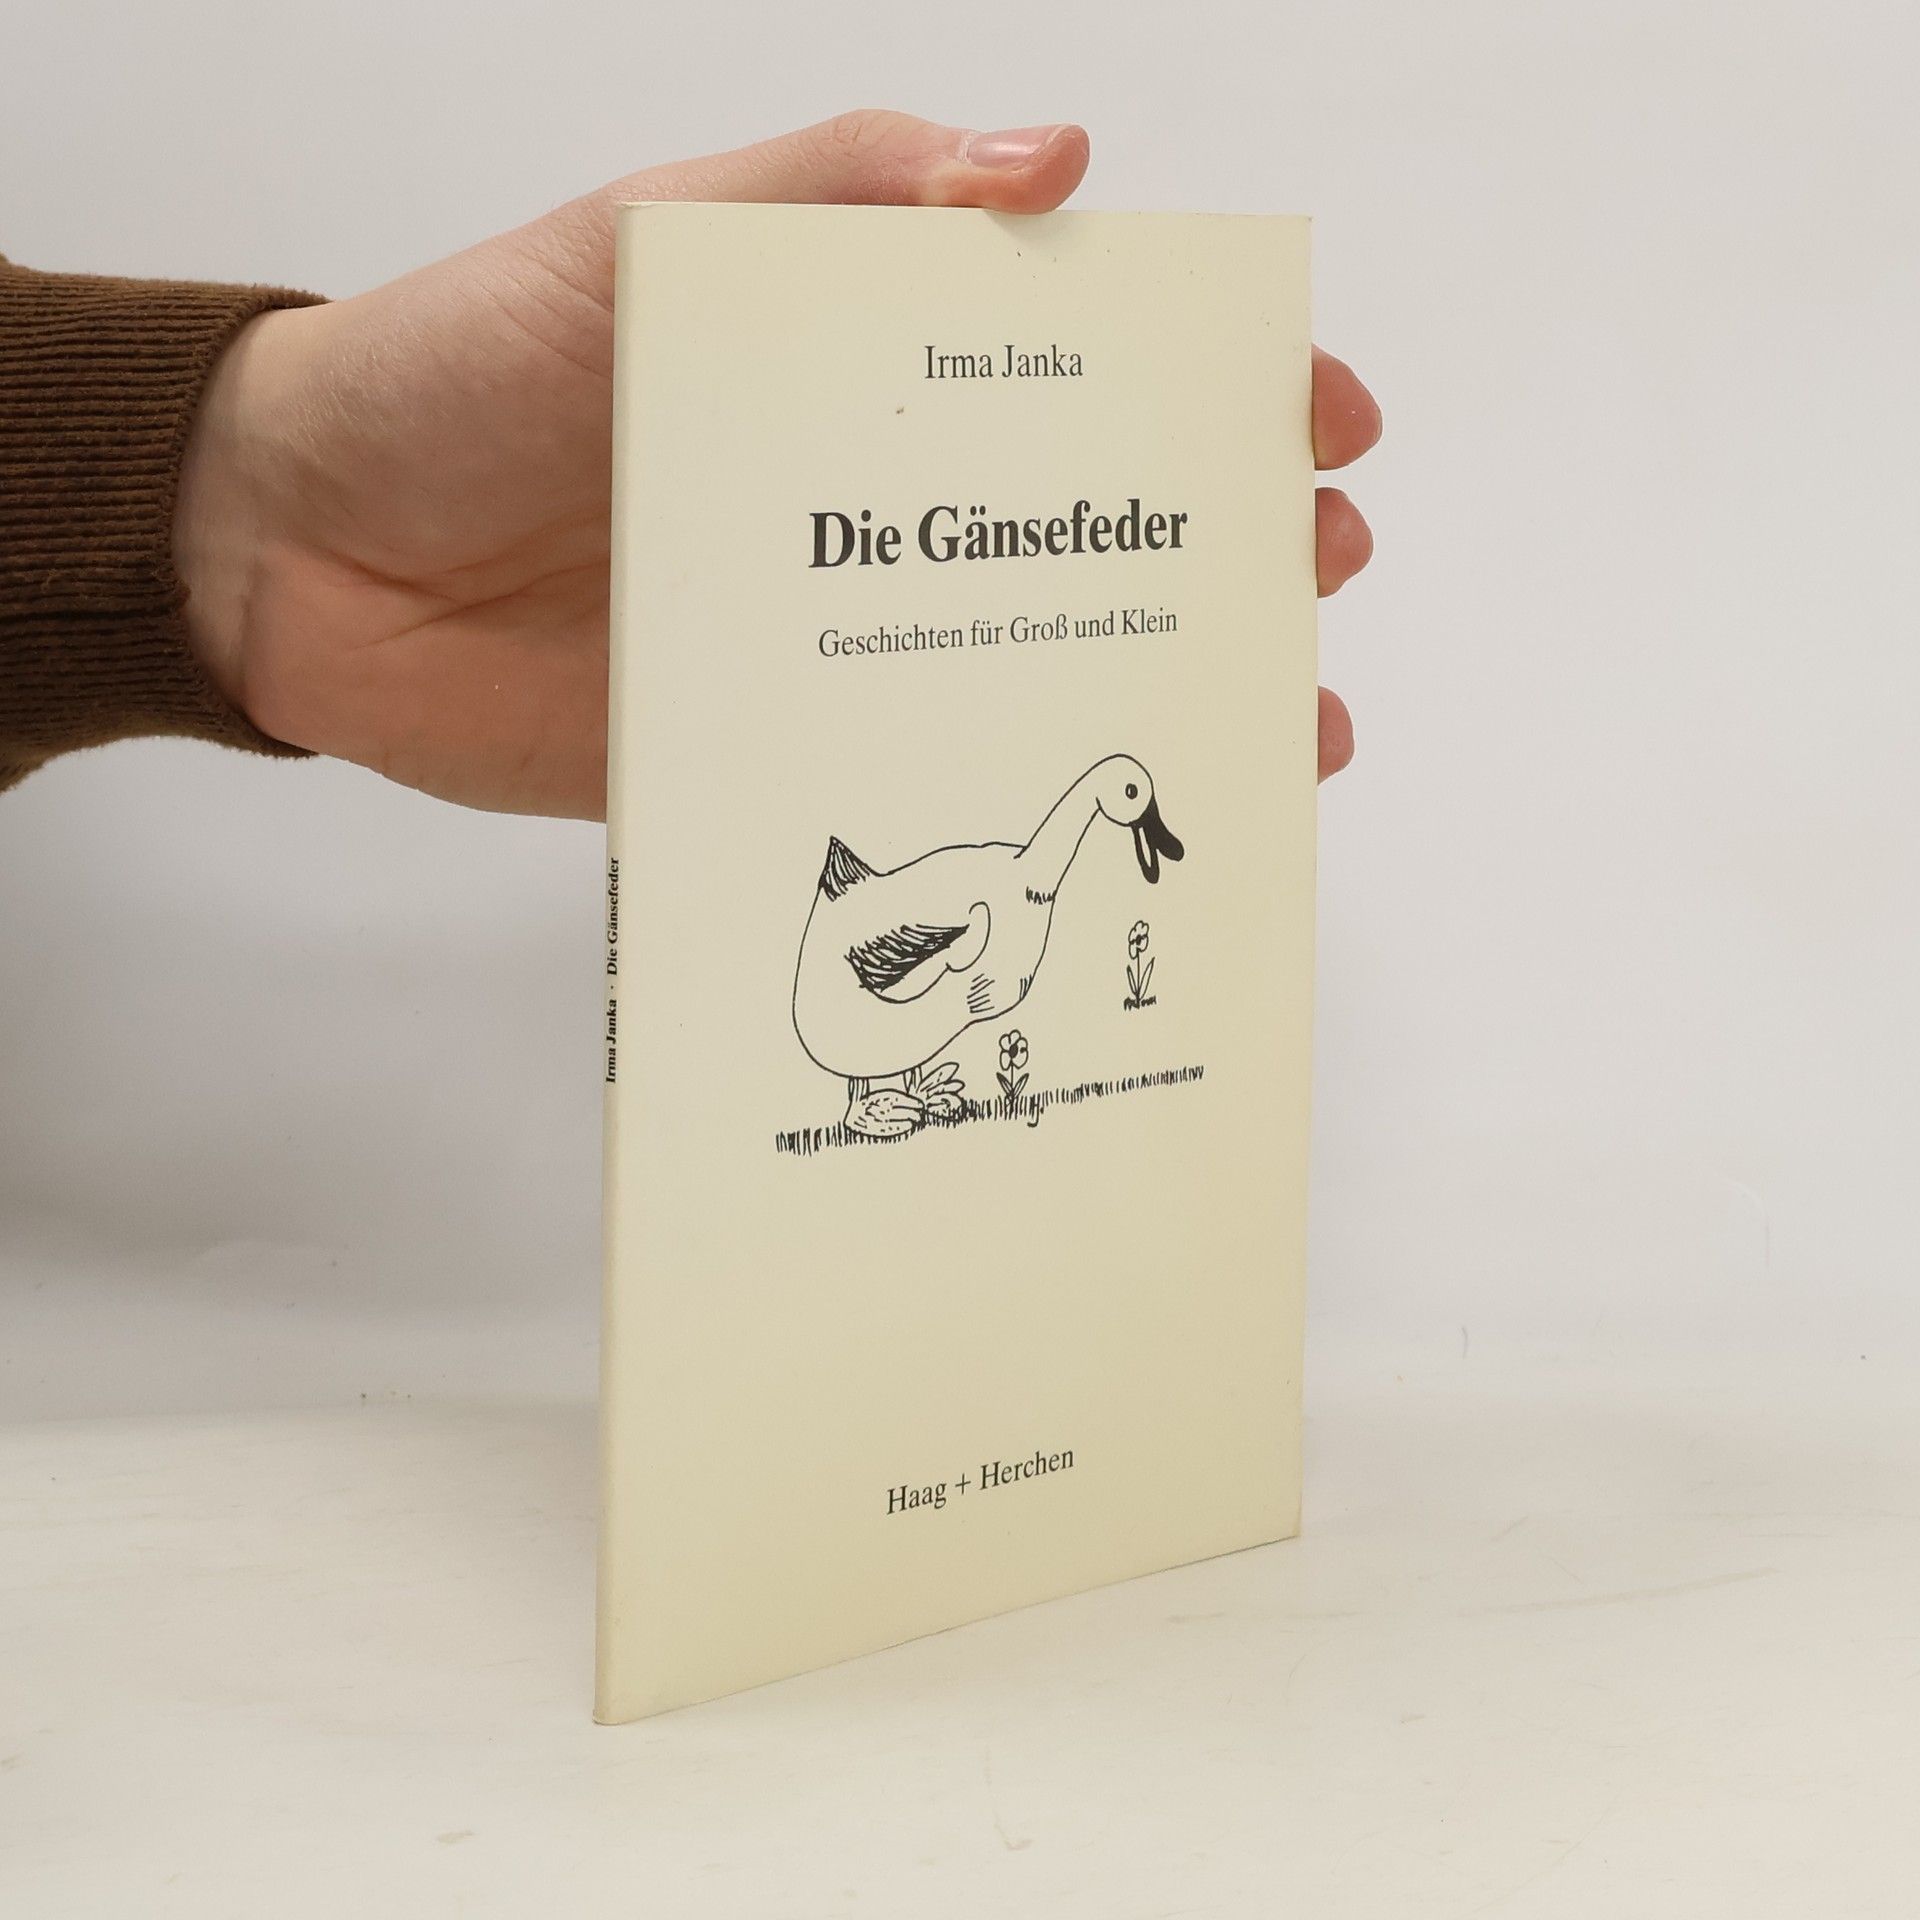 Irma Janka
Die Gänsefeder
Geschichten für Groß und Klein
Haag + Herchen
Irma Janka · Die Gänsefeder